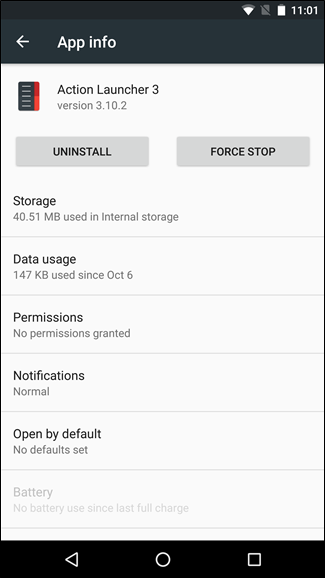 11:01
App info
Action Launcher 3
version 3.10.2
UNINSTALL
FORCE STOP
Storage
40.51 MB used in Internal storage
Data usage
147 KB used since Oct 6
Permissions
No permissions granted
Notifications
Normal
Open by default
No defaults set
Battery
No battery use since last full charge